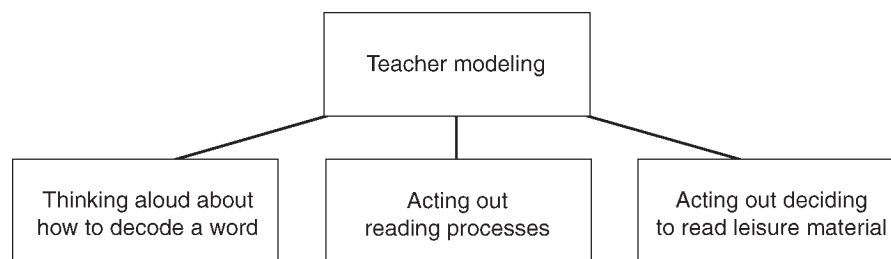 Teacher modeling
Thinking aloud about
how to decode a word
Acting out
reading processes
Acting out deciding
to read leisure material